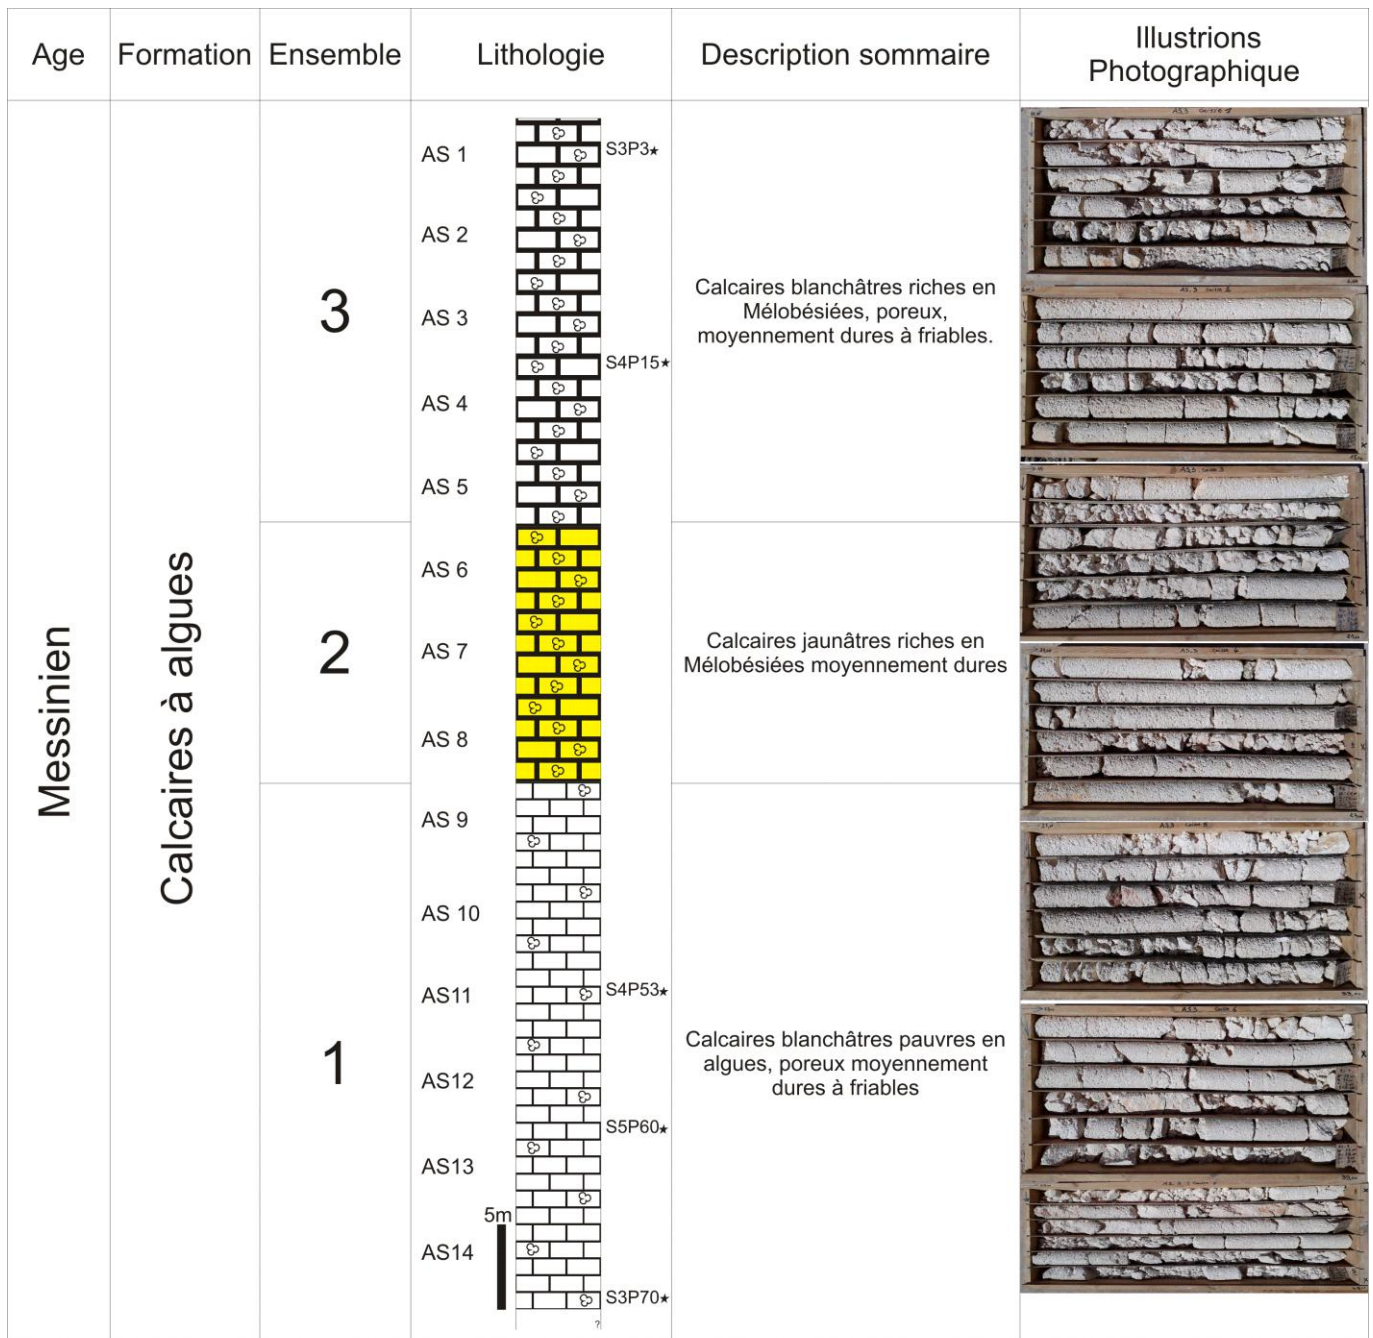 Age
Formation
Ensemble
Lithologie
Description sommaire
Illustrions
Photographique
Messinien
Calcaires à algues
3
AS 1
S3P3★
AS 2
AS 3
S4P15★
AS 4
AS 5
Calcaires blanchâtres riches en
Mélobésiées, poreux,
moyennement dures à friables.
2
AS 6
AS 7
AS 8
Calcaires jaunâtres riches en
Mélobésiées moyennement dures
1
AS 9
AS 10
AS11
S4P53★
AS12
S5P60★
AS13
5m
AS14
S3P70★
?
Calcaires blanchâtres pauvres en
algues, poreux moyennement
dures à friables